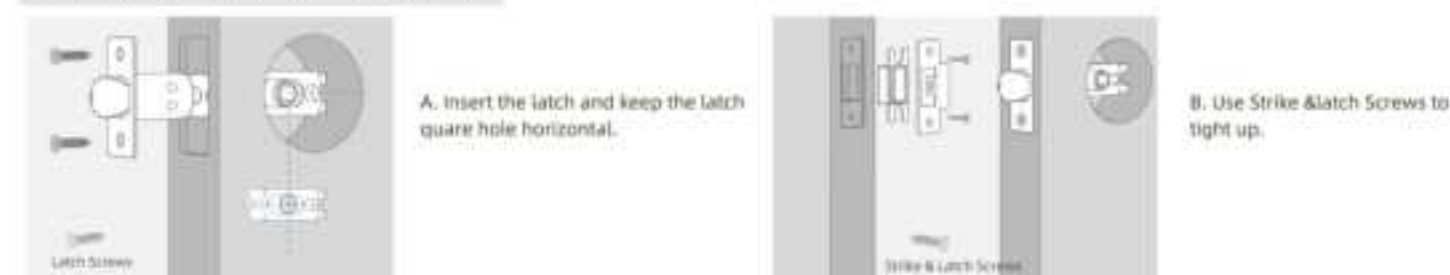 A. Insert the latch and keep the latch
quare hole horizontal.
Latch Screws
B. Use Strike &latch Screws to
tight up.
Strike & Latch Screws